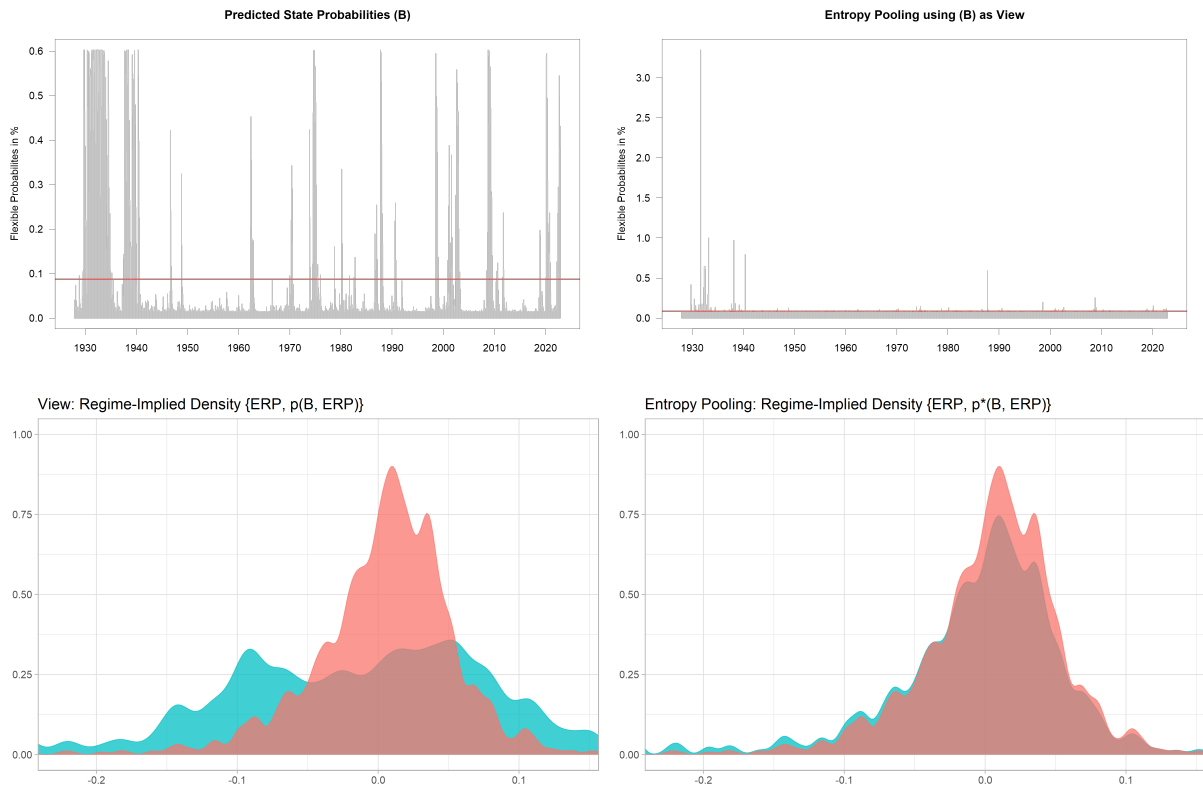 Predicted State Probabilities (B)
Flexible Probabilites in %
0.6
0.5
0.4
0.3
0.2
0.1
0.0
1930 1940 1950 1960 1970 1980 1990 2000 2010 2020
Entropy Pooling using (B) as View
Flexible Probabilites in %
3.0
2.5
2.0
1.5
1.0
0.5
0.0
1930 1940 1950 1960 1970 1980 1990 2000 2010 2020
View: Regime-Implied Density {ERP, p(B, ERP)}
1.00
0.75
0.50
0.25
0.00
-0.2 -0.1 0.0 0.1
Entropy Pooling: Regime-Implied Density {ERP, p*(B, ERP)}
1.00
0.75
0.50
0.25
0.00
-0.2 -0.1 0.0 0.1